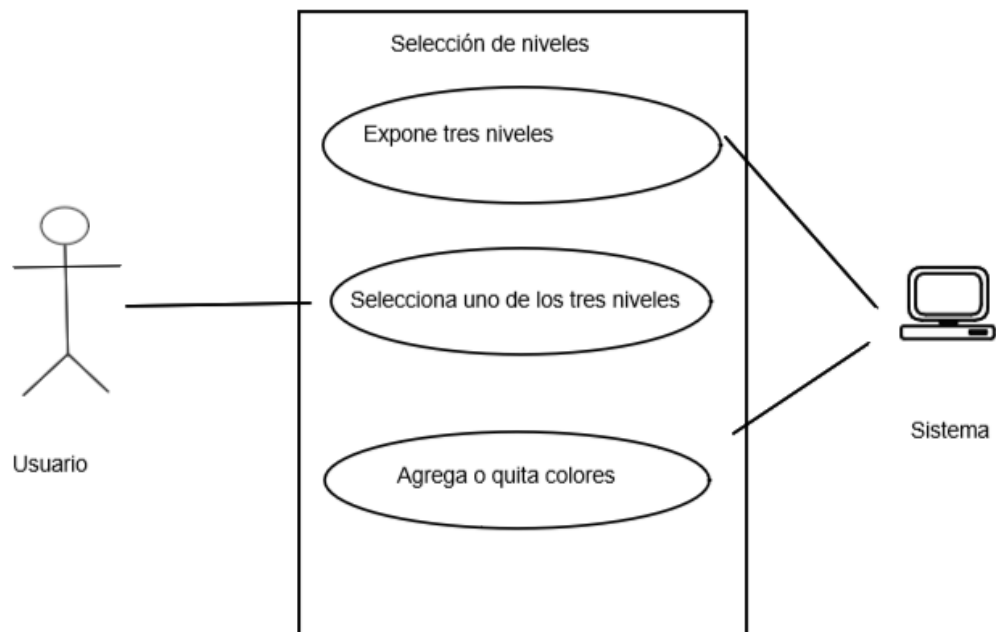 Selección de niveles
Expone tres niveles
Selecciona uno de los tres niveles
Agrega o quita colores
Usuario
Sistema